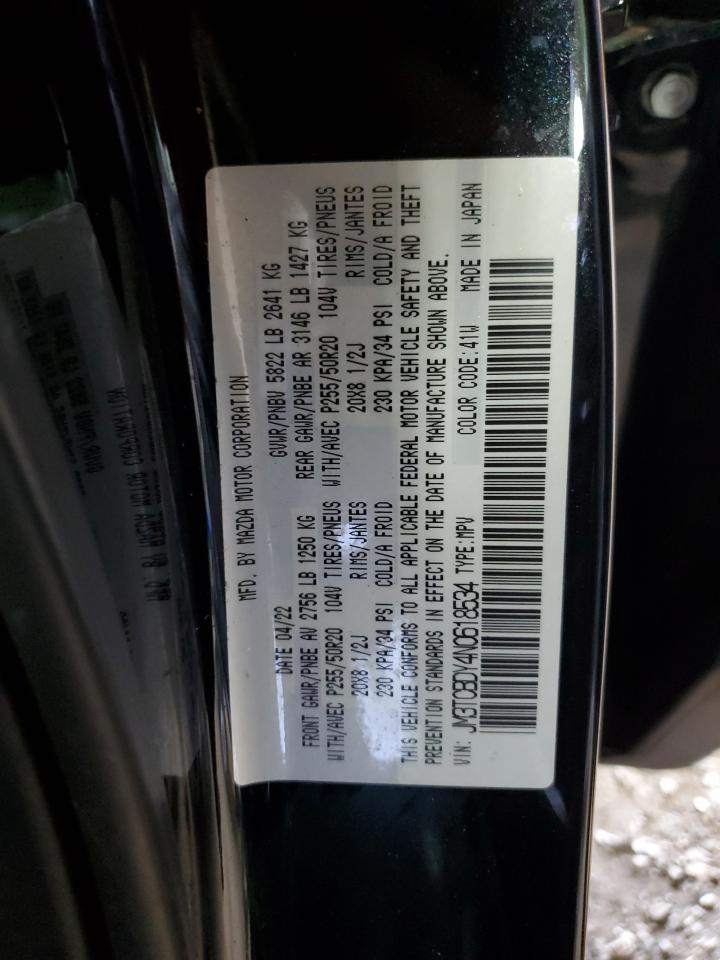 MFD. BY MAZDA MOTOR CORPORATION
DATE 04/22 GVWR/PNBV 5822 LB 2641 KG
FRONT GAWR/PNBE AV 2756 LB 1250 KG REAR GAWR/PNBE AR 3146 LB 1427 KG
WITH/AVEC P255/50R20 104V TIRES/PNEUS WITH/AVEC P255/50R20 104V TIRES/PNEUS
20X8 1/2J RIMS/JANTES 20X8 1/2J RIMS/JANTES
230 KPA/34 PSI COLD/A FROID 230 KPA/34 PSI COLD/A FROID
THIS VEHICLE CONFORMS TO ALL APPLICABLE FEDERAL MOTOR VEHICLE SAFETY AND THEFT
PREVENTION STANDARDS IN EFFECT ON THE DATE OF MANUFACTURE SHOWN ABOVE.
VIN: JM3TCBDY4N0618534 TYPE:MPV COLOR CODE:41W MADE IN JAPAN